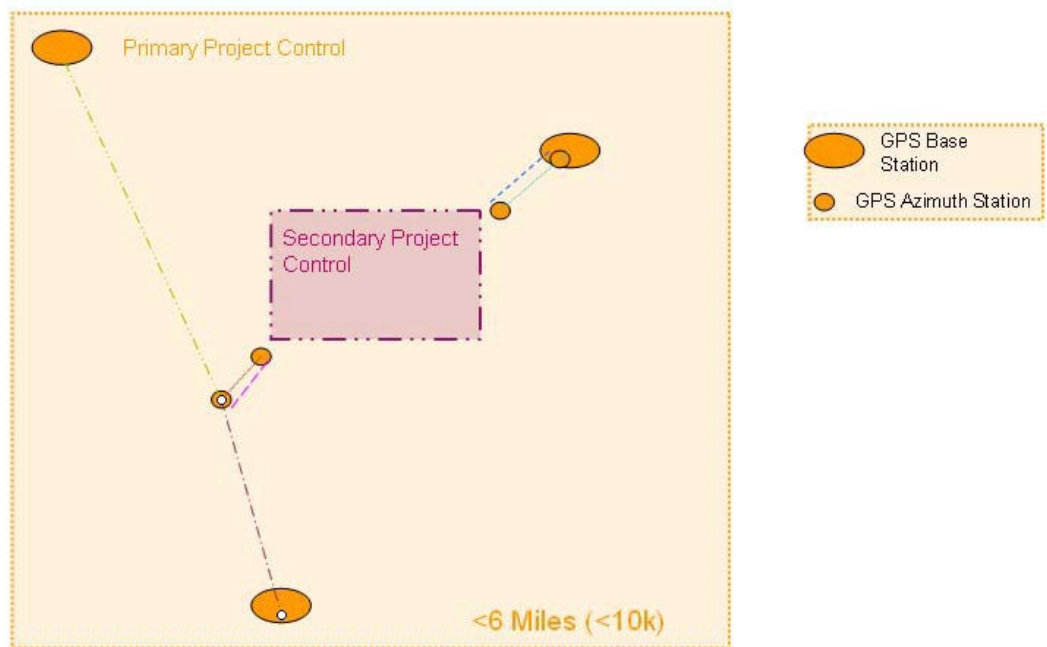 Primary Project Control
GPS Base
Station
GPS Azimuth Station
Secondary Project
Control
<6 Miles (<10k)